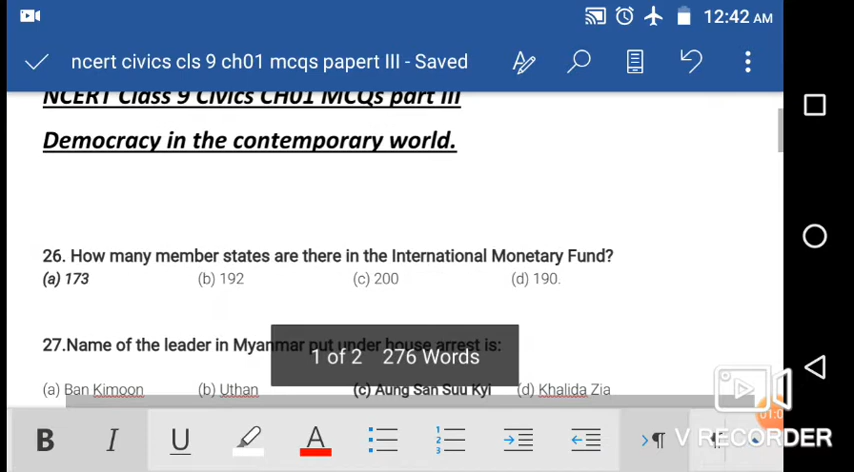 12:42 AM
ncert civics cls 9 ch01 mcqs papert III - Saved
NCERT Class 9 Civics CH01 MCQs part III
Democracy in the contemporary world.
26. How many member states are there in the International Monetary Fund?
(a) 173 (b) 192 (c) 200 (d) 190.
27.Name of the leader in Myanmar put under house arrest is:
1 of 2 276 Words
(a) Ban Kimoon (b) Uthan (c) Aung San Suu Kyi (d) Khalida Zia
B I U A
V RECORDER